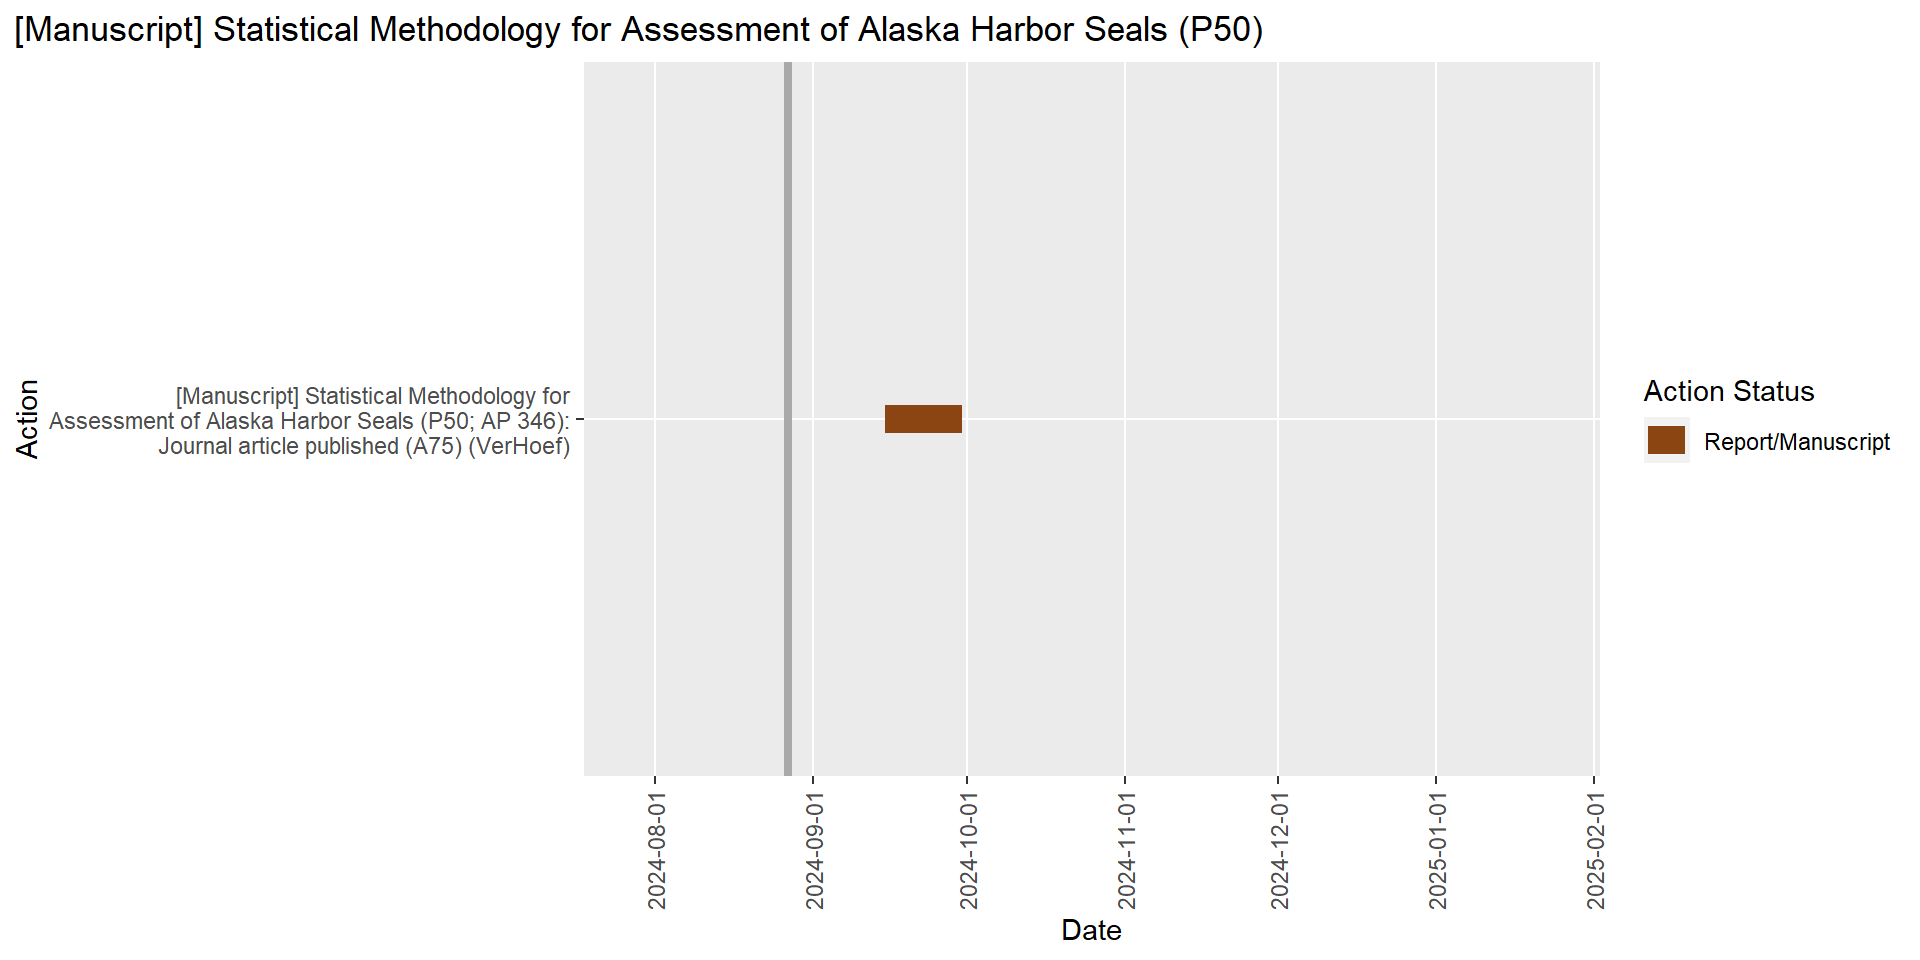 [Manuscript] Statistical Methodology for Assessment of Alaska Harbor Seals (P50)
Action
[Manuscript] Statistical Methodology for
Assessment of Alaska Harbor Seals (P50; AP 346):
Journal article published (A75) (VerHoef)
2024-08-01
2024-09-01
2024-10-01
2024-11-01
2024-12-01
2025-01-01
2025-02-01
Date
Action Status
Report/Manuscript